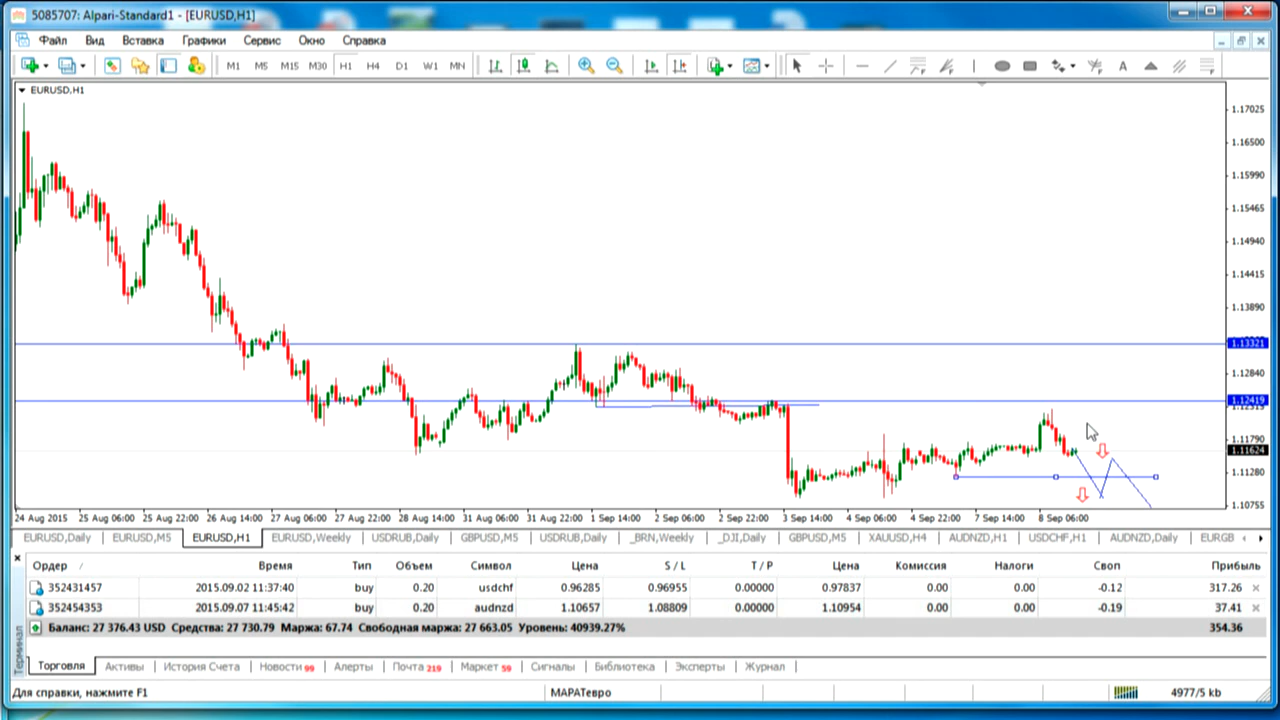 5085707: Alpari-Standard1 - [EURUSD,H1]
Файл Вид Вставка Графики Сервис Окно Справка
M1 M5 M15 M30 H1 H4 D1 W1 MN
EURUSD,H1
1.17025
1.16500
1.15990
1.15465
1.14940
1.14415
1.13890
1.13321
1.12840
1.12419
1.12315
1.11790
1.11624
1.11280
1.10755
24 Aug 2015 25 Aug 06:00 25 Aug 22:00 26 Aug 14:00 27 Aug 06:00 27 Aug 22:00 28 Aug 14:00 31 Aug 06:00 31 Aug 22:00 1 Sep 14:00 2 Sep 06:00 2 Sep 22:00 3 Sep 14:00 4 Sep 06:00 4 Sep 22:00 7 Sep 14:00 8 Sep 06:00
EURUSD,Daily EURUSD,M5 EURUSD,H1 EURUSD,Weekly USDRUB,Daily GBPUSD,M5 USDRUB,Daily _BRN,Weekly _DJI,Daily GBPUSD,M5 XAUUSD,H4 AUDNZD,H1 USDCHF,H1 AUDNZD,Daily EURGB
Ордер Время Тип Объем Символ Цена S / L T / P Цена Комиссия Налоги Своп Прибыль
352431457 2015.09.02 11:37:40 buy 0.20 usdchf 0.96285 0.96955 0.00000 0.97837 0.00 0.00 -0.12 317.26
352454353 2015.09.07 11:45:42 buy 0.20 audnzd 1.10657 1.08809 0.00000 1.10954 0.00 0.00 -0.19 37.41
Баланс: 27 376.43 USD Средства: 27 730.79 Маржа: 67.74 Свободная маржа: 27 663.05 Уровень: 40939.27% 354.36
Терминал
Торговля Активы История Счета Новости 99 Алерты Почта 219 Маркет 59 Сигналы Библиотека Эксперты Журнал
Для справки, нажмите F1 МАРАТевро 4977/5 kb